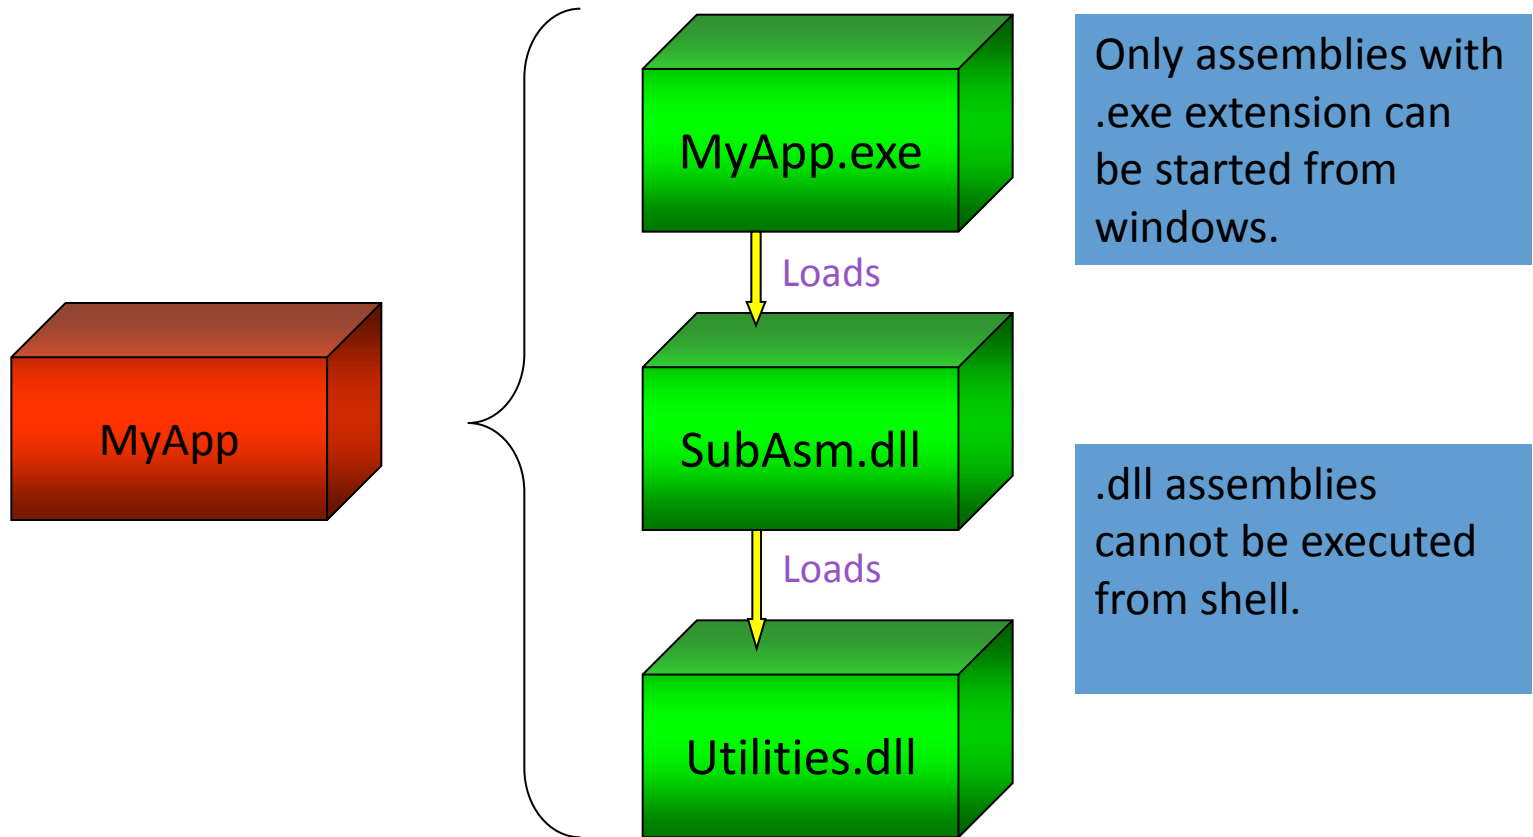 MyApp
MyApp.exe
Loads
SubAsm.dll
Loads
Utilities.dll
Only assemblies with
.exe extension can
be started from
windows.
.dll assemblies
cannot be executed
from shell.